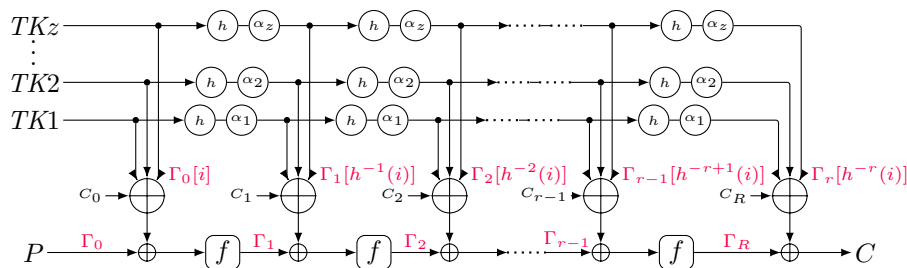 TKz h α_z h α_z h α_z
⋮
TK2 h α_2 h α_2 h α_2
TK1 h α_1 h α_1 h α_1
Γ_0[i] Γ_1[h^{-1}(i)] Γ_2[h^{-2}(i)] Γ_{r-1}[h^{-r+1}(i)] Γ_r[h^{-r}(i)]
C_0 C_1 C_2 C_{r-1} C_R
P Γ_0 f Γ_1 f Γ_2 Γ_{r-1} f Γ_R C